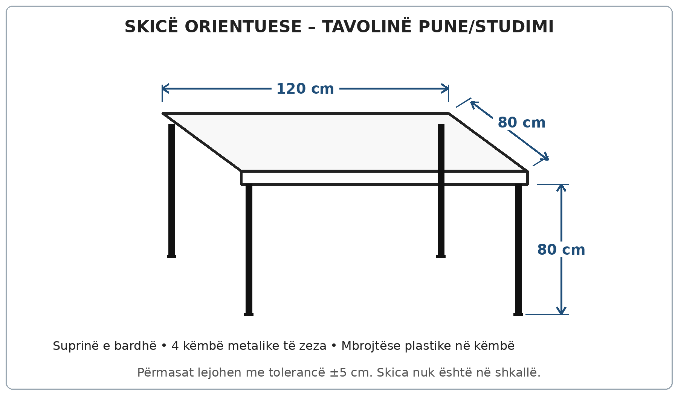 SKICË ORIENTUESE – TAVOLINË PUNE/STUDIMI
120 cm
80 cm
80 cm
Suprinë e bardhë • 4 këmbë metalike të zeza • Mbrojtëse plastike në këmbë
Përmasat lejohen me tolerancë ±5 cm. Skica nuk është në shkallë.